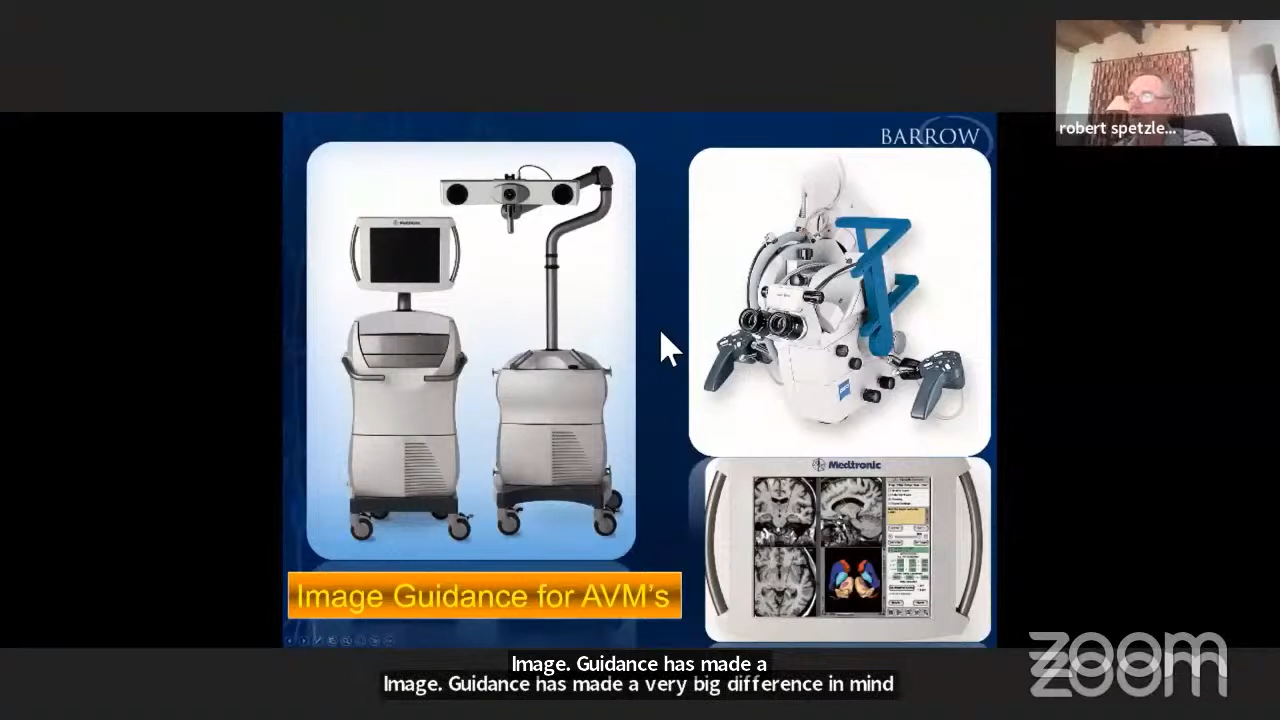 robert spetzle...
BARROW
Medtronic
Medtronic
Image Guidance for AVM's
Image. Guidance has made a
Image. Guidance has made a very big difference in mind
zoom